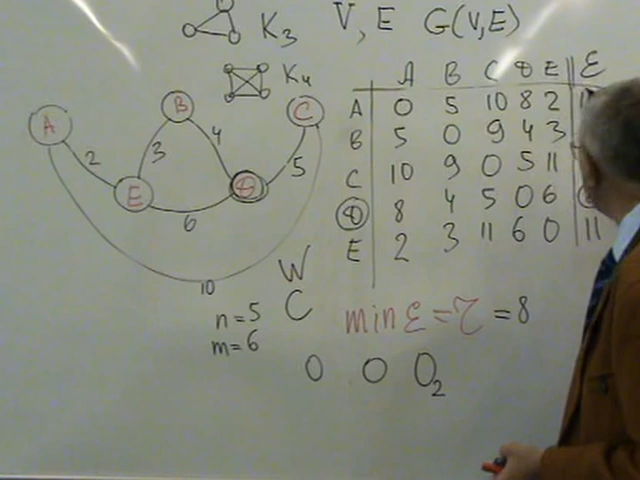 K₃ V, E G(V,E)
K₄
A B C D E ℰ
A 0 5 10 8 2
B 5 0 9 4 3
C 10 9 0 5 11
D 8 4 5 0 6
E 2 3 11 6 0 11
A B C
2 3 4 5
E D
6
10
W
C
n=5
m=6
min ℰ = τ = 8
0 0 0₂